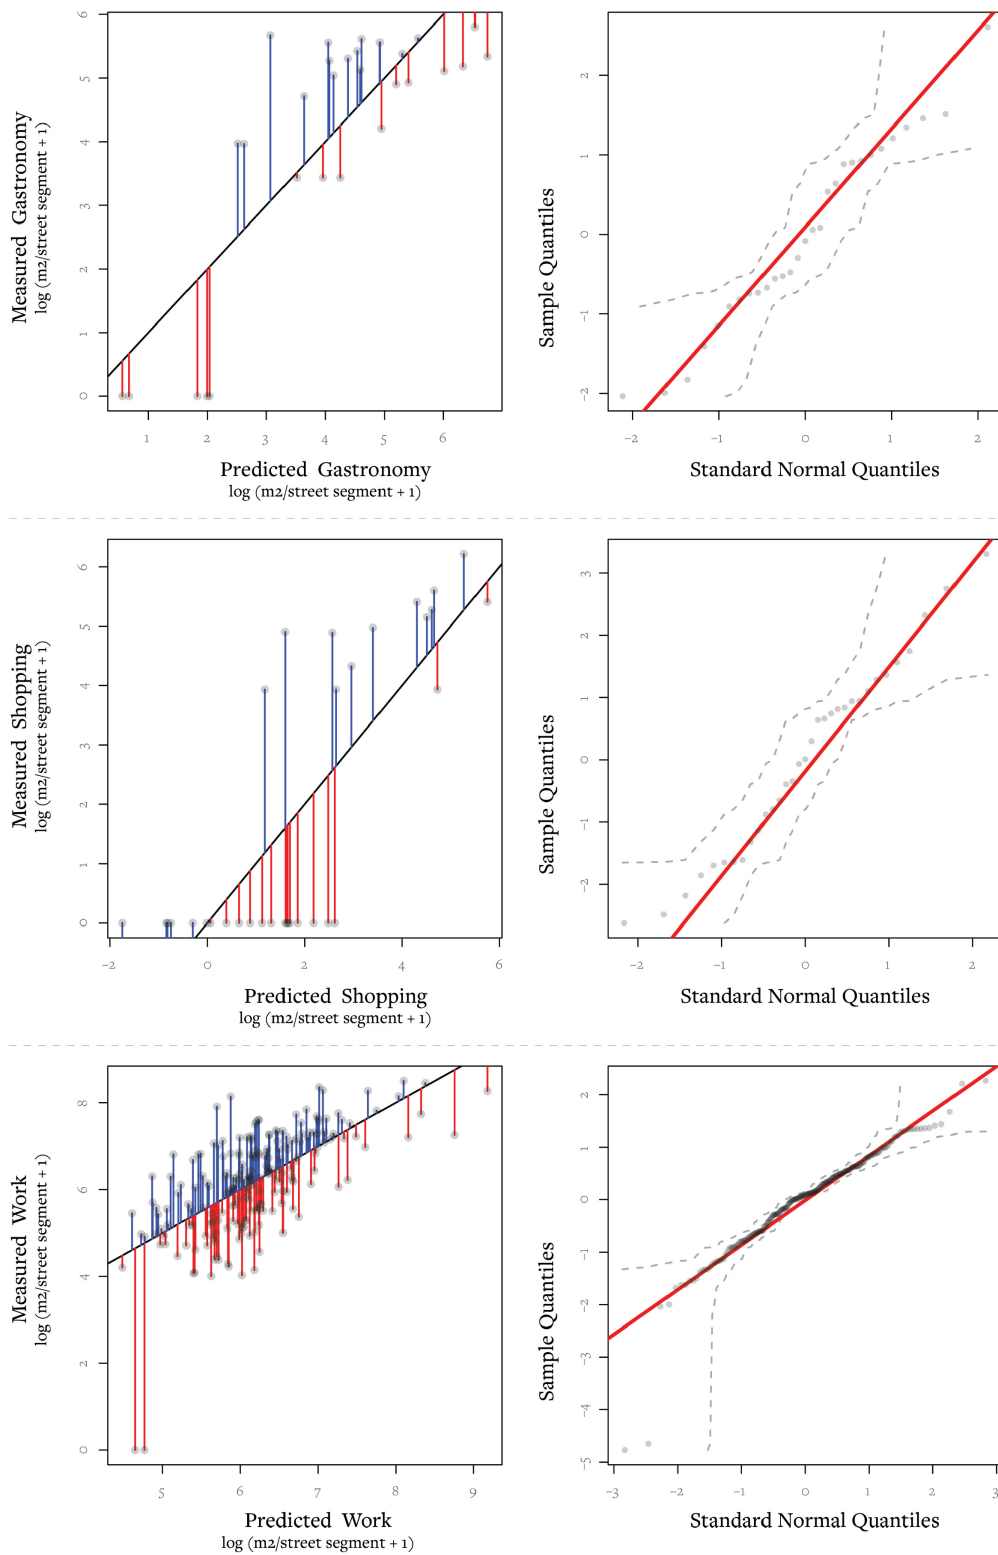 Measured Gastronomy
log (m2/street segment + 1)
0 1 2 3 4 5 6
1 2 3 4 5 6
Predicted Gastronomy
log (m2/street segment + 1)
Sample Quantiles
-2 -1 0 1 2
-2 -1 0 1 2
Standard Normal Quantiles
Measured Shopping
log (m2/street segment + 1)
0 1 2 3 4 5 6
-2 0 2 4 6
Predicted Shopping
log (m2/street segment + 1)
Sample Quantiles
-2 -1 0 1 2 3
-2 -1 0 1 2
Standard Normal Quantiles
Measured Work
log (m2/street segment + 1)
0 2 4 6 8
5 6 7 8 9
Predicted Work
log (m2/street segment + 1)
Sample Quantiles
-5 -4 -3 -2 -1 0 1 2
-3 -2 -1 0 1 2 3
Standard Normal Quantiles